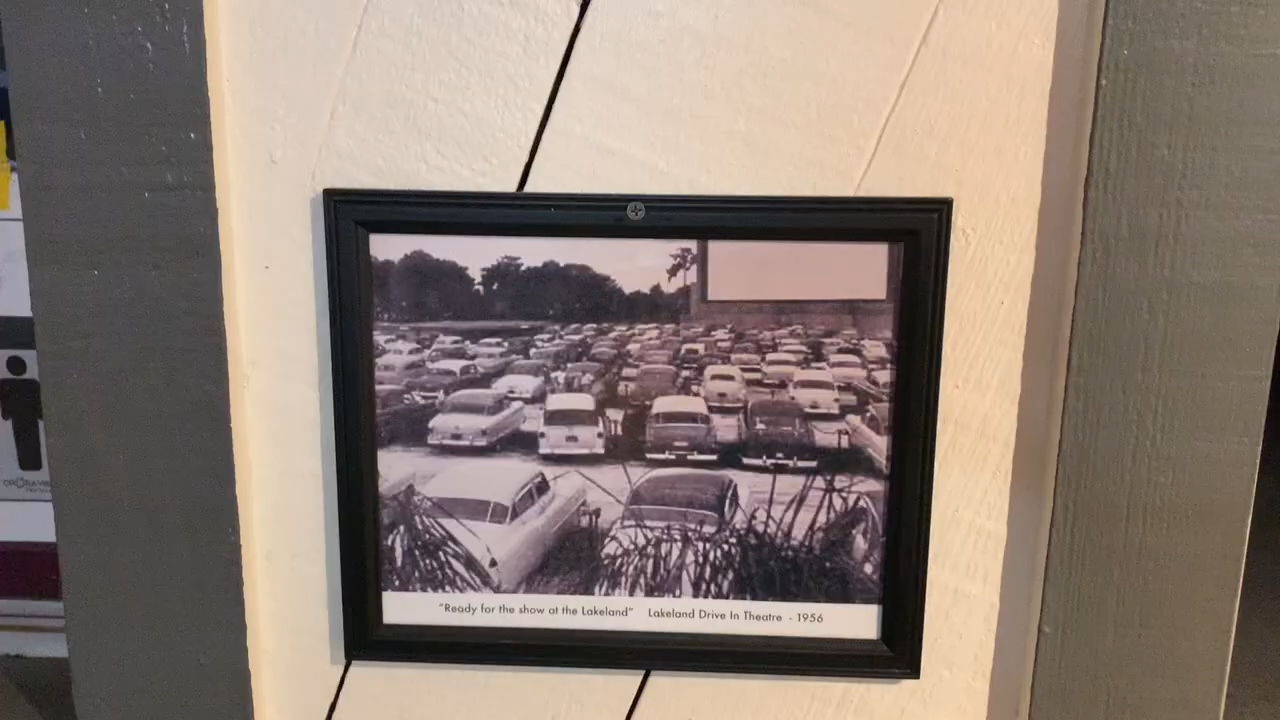 "Ready for the show at the Lakeland" Lakeland Drive In Theatre - 1956